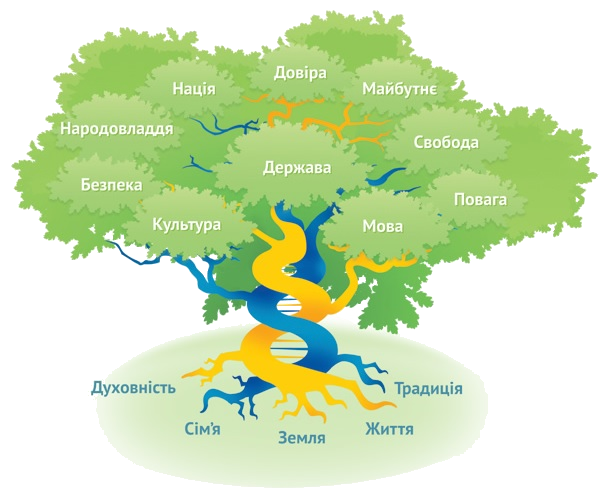 Довіра
Нація
Майбутнє
Народовладдя
Свобода
Держава
Безпека
Повага
Культура
Мова
Духовність
Традиція
Сім'я
Земля
Життя